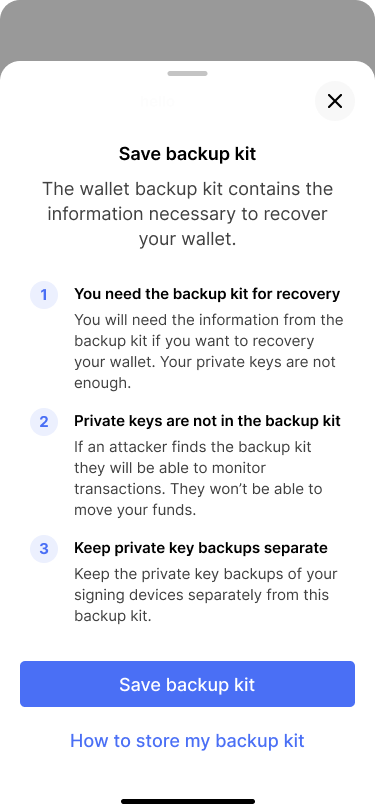 Save backup kit
The wallet backup kit contains the
information necessary to recover
your wallet.
1
You need the backup kit for recovery
You will need the information from the
backup kit if you want to recovery
your wallet. Your private keys are not
enough.
2
Private keys are not in the backup kit
If an attacker finds the backup kit
they will be able to monitor
transactions. They won’t be able to
move your funds.
3
Keep private key backups separate
Keep the private key backups of your
signing devices separately from this
backup kit.
Save backup kit
How to store my backup kit